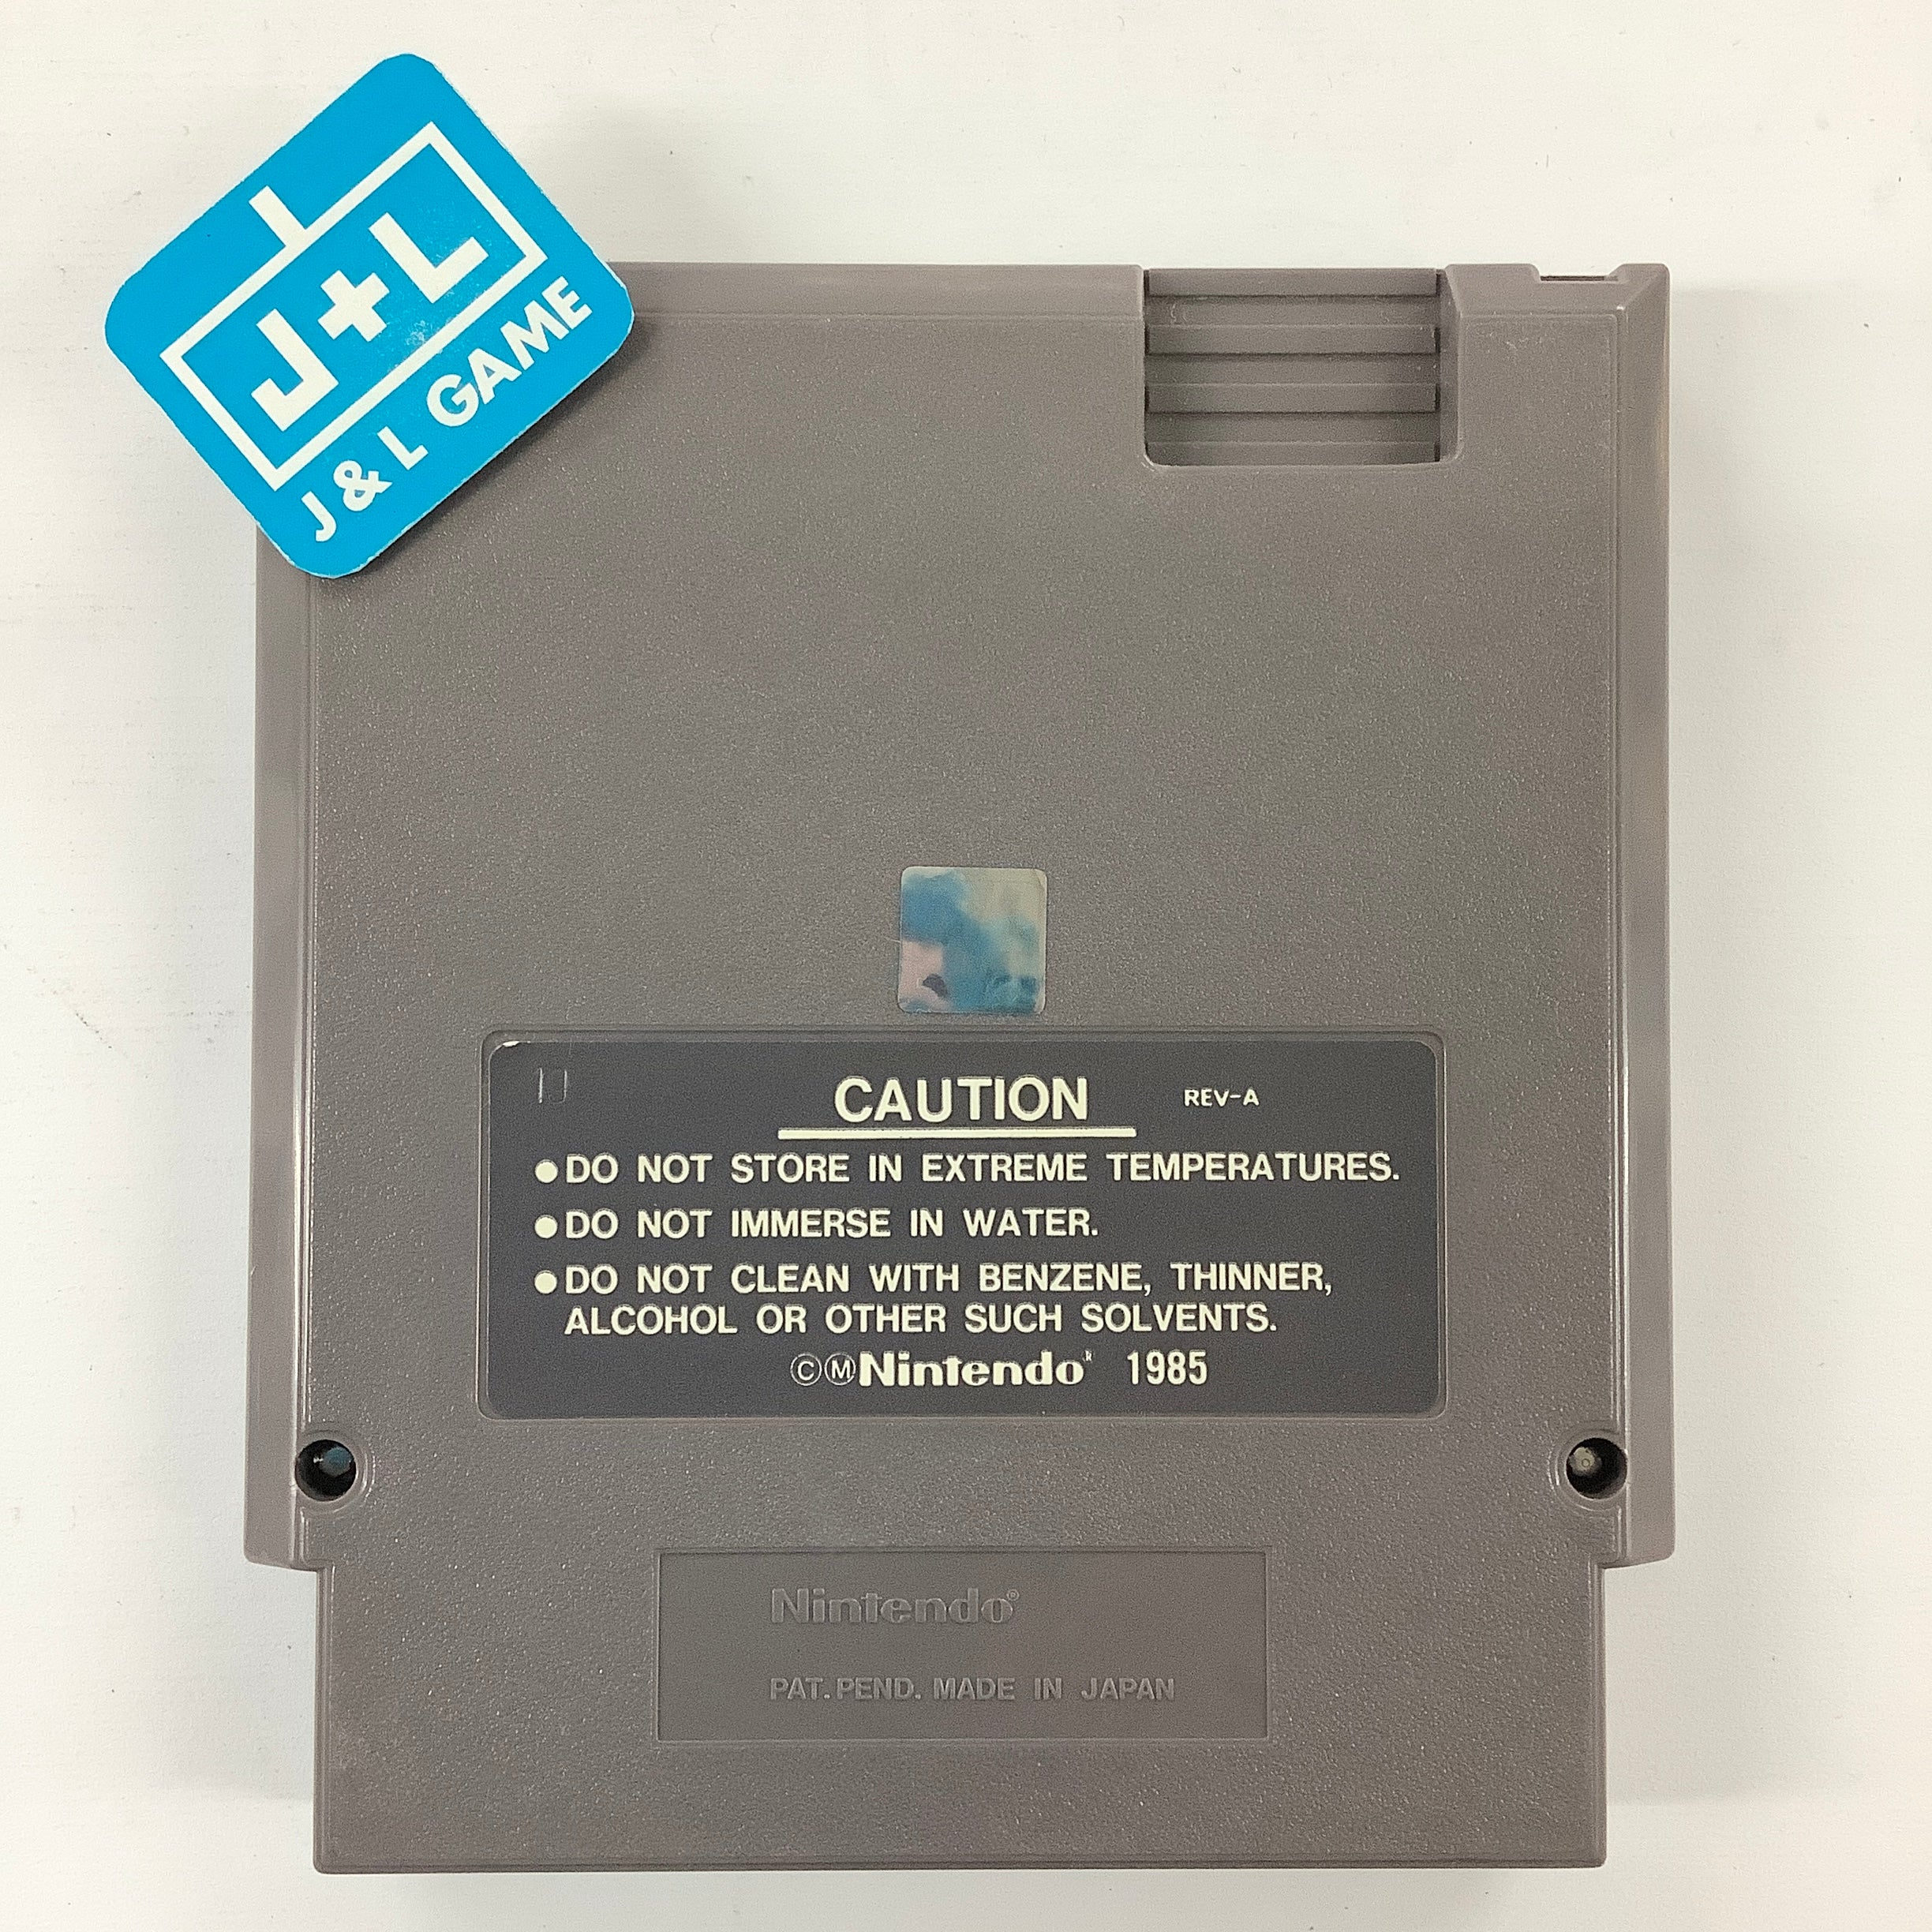 J+L
J & L GAME
CAUTION REV-A
●DO NOT STORE IN EXTREME TEMPERATURES.
●DO NOT IMMERSE IN WATER.
●DO NOT CLEAN WITH BENZENE, THINNER,
ALCOHOL OR OTHER SUCH SOLVENTS.
©ⓂNintendo® 1985
Nintendo®
PAT. PEND. MADE IN JAPAN